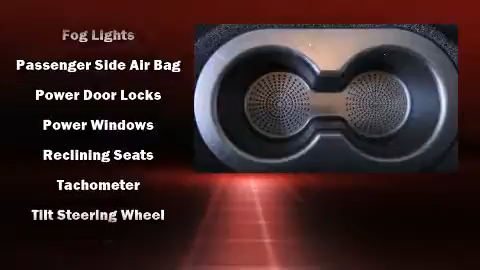 Fog Lights
Passenger Side Air Bag
Power Door Locks
Power Windows
Reclining Seats
Tachometer
Tilt Steering Wheel